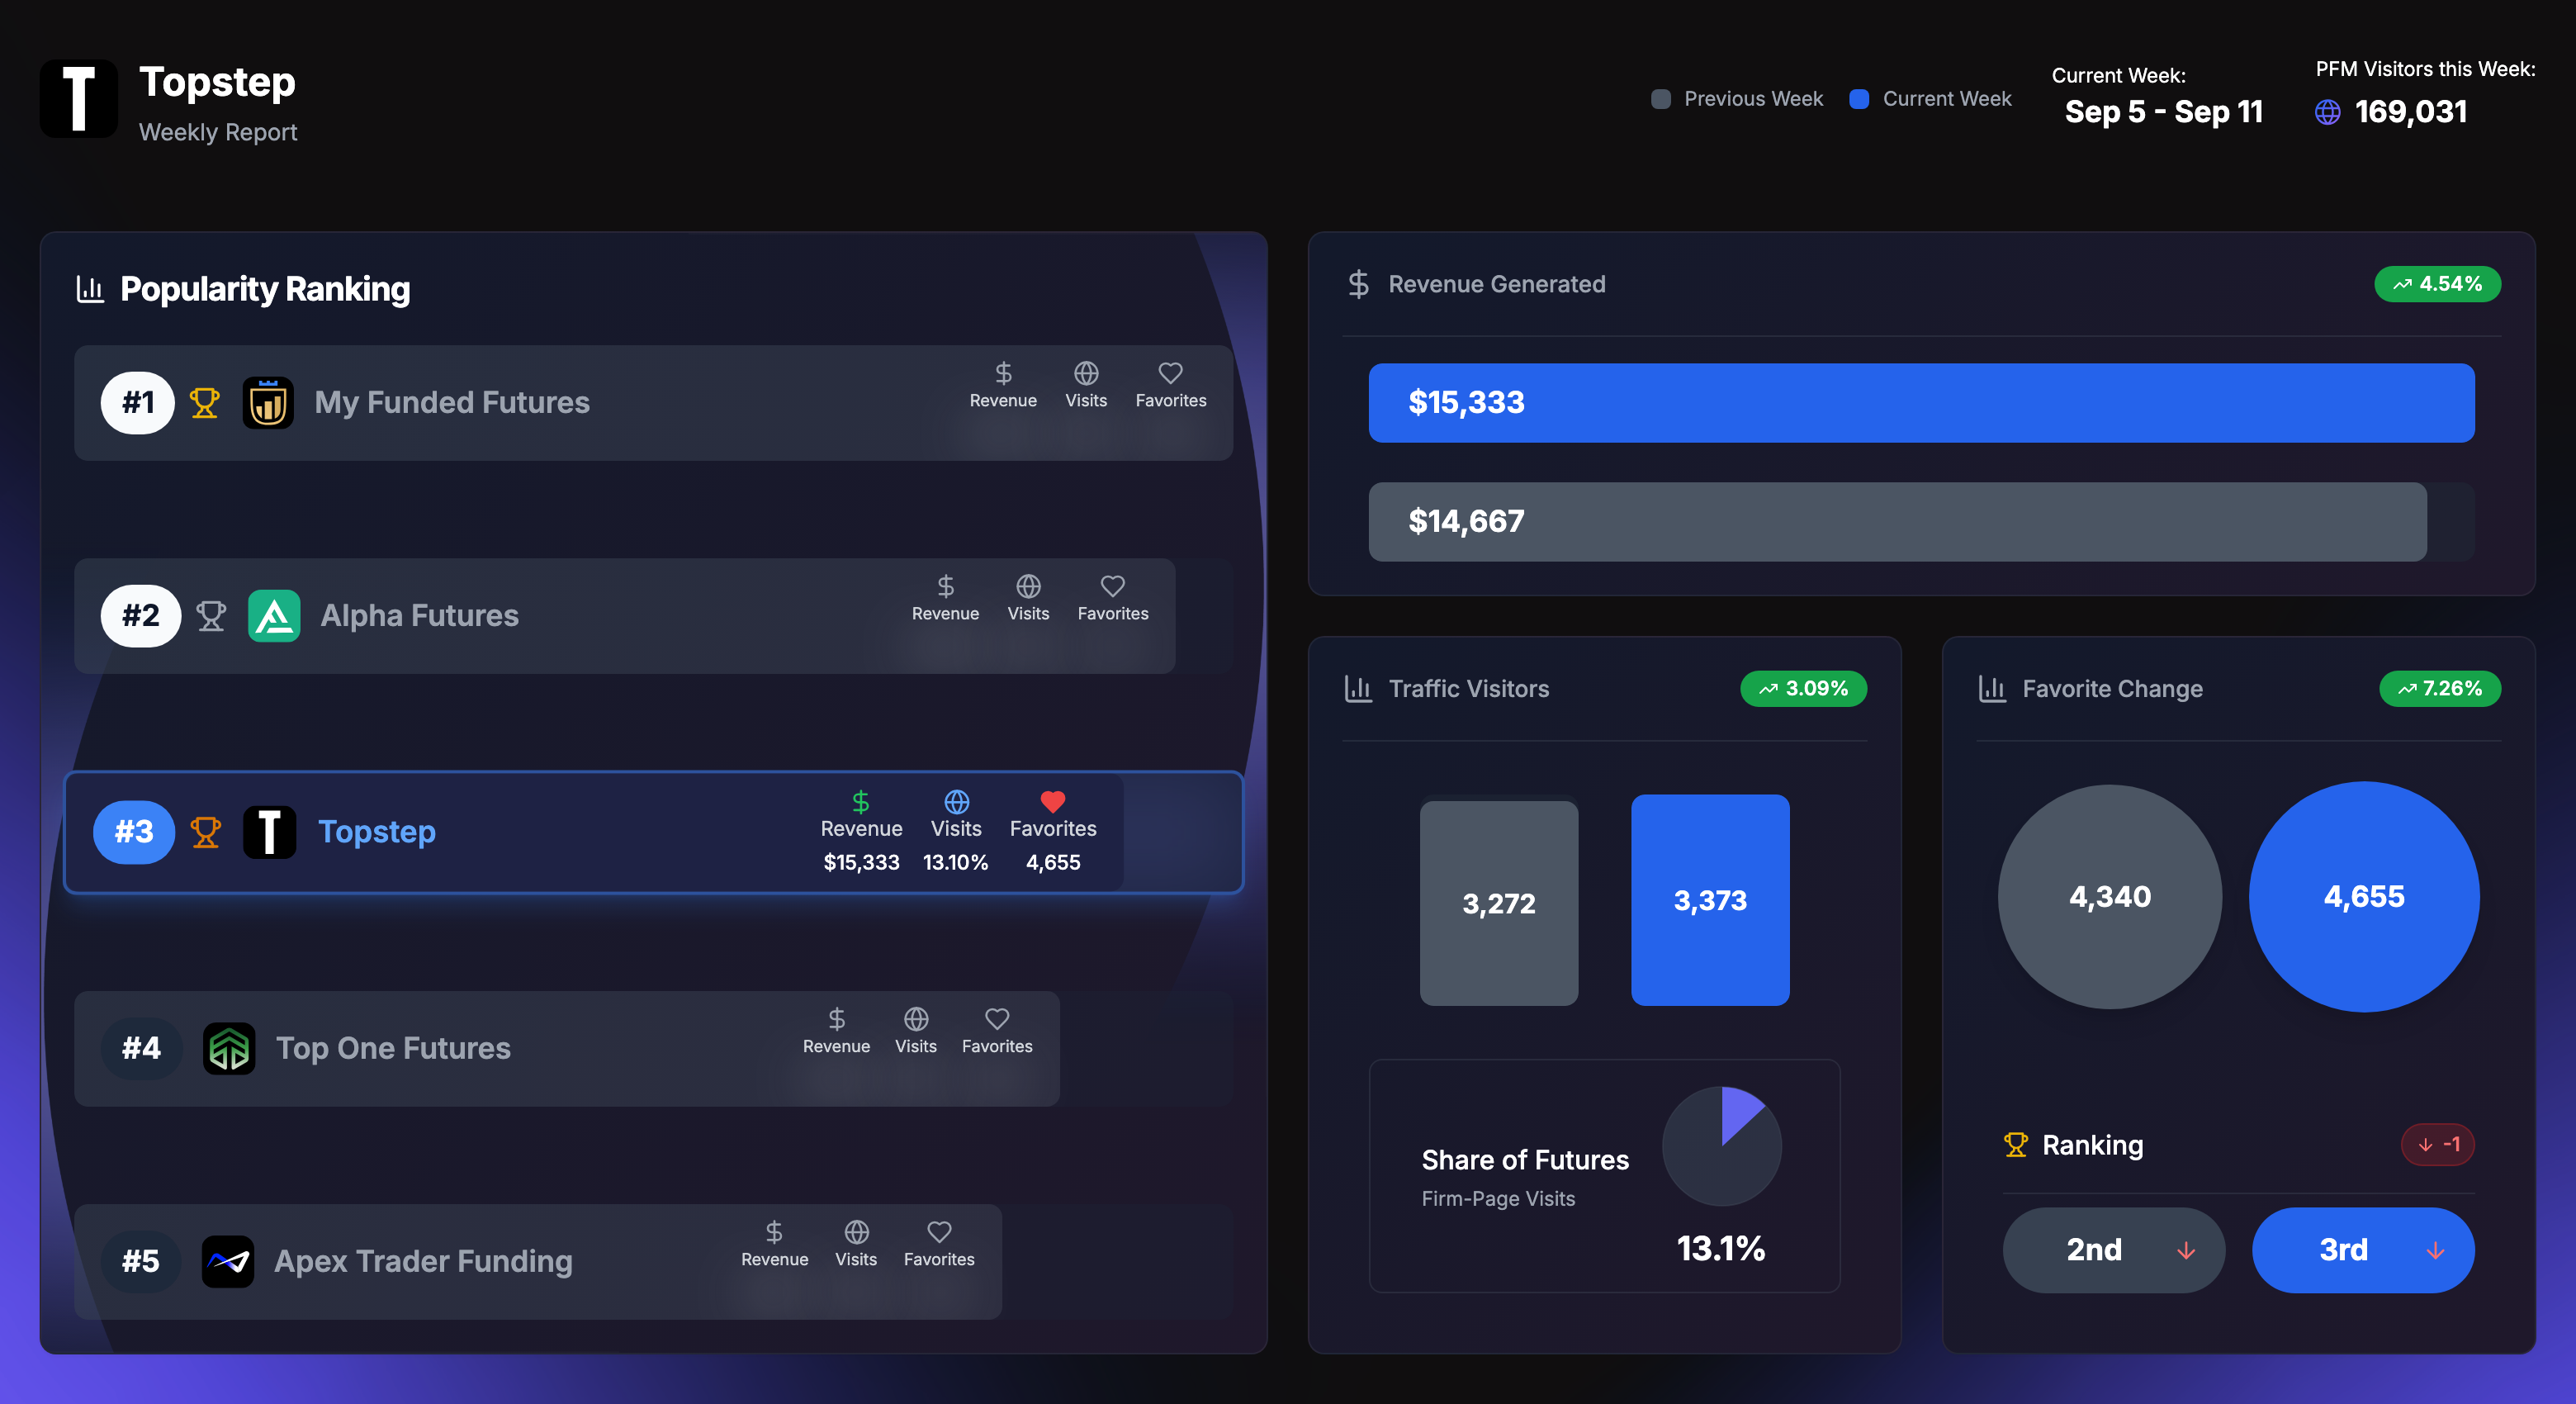 T
Topstep
Weekly Report
Previous Week
Current Week
Current Week:
Sep 5 - Sep 11
PFM Visitors this Week:
169,031
Popularity Ranking
#1
My Funded Futures
Revenue
Visits
Favorites
#2
Alpha Futures
Revenue
Visits
Favorites
#3
T
Topstep
Revenue
Visits
Favorites
$15,333
13.10%
4,655
#4
Top One Futures
Revenue
Visits
Favorites
#5
Apex Trader Funding
Revenue
Visits
Favorites
Revenue Generated
4.54%
$15,333
$14,667
Traffic Visitors
3.09%
3,272
3,373
Share of Futures
Firm-Page Visits
13.1%
Favorite Change
7.26%
4,340
4,655
Ranking
-1
2nd
3rd